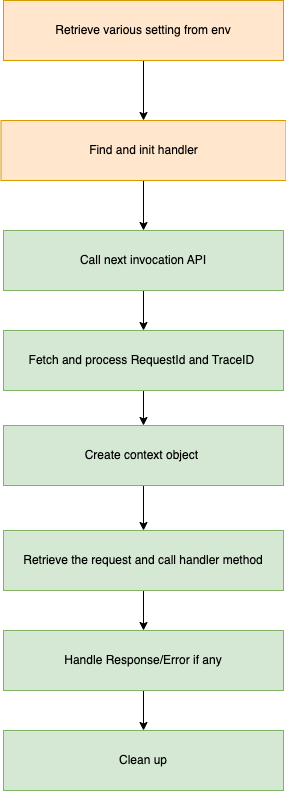 Retrieve various setting from env
Find and init handler
Call next invocation API
Fetch and process RequestId and TraceID
Create context object
Retrieve the request and call handler method
Handle Response/Error if any
Clean up